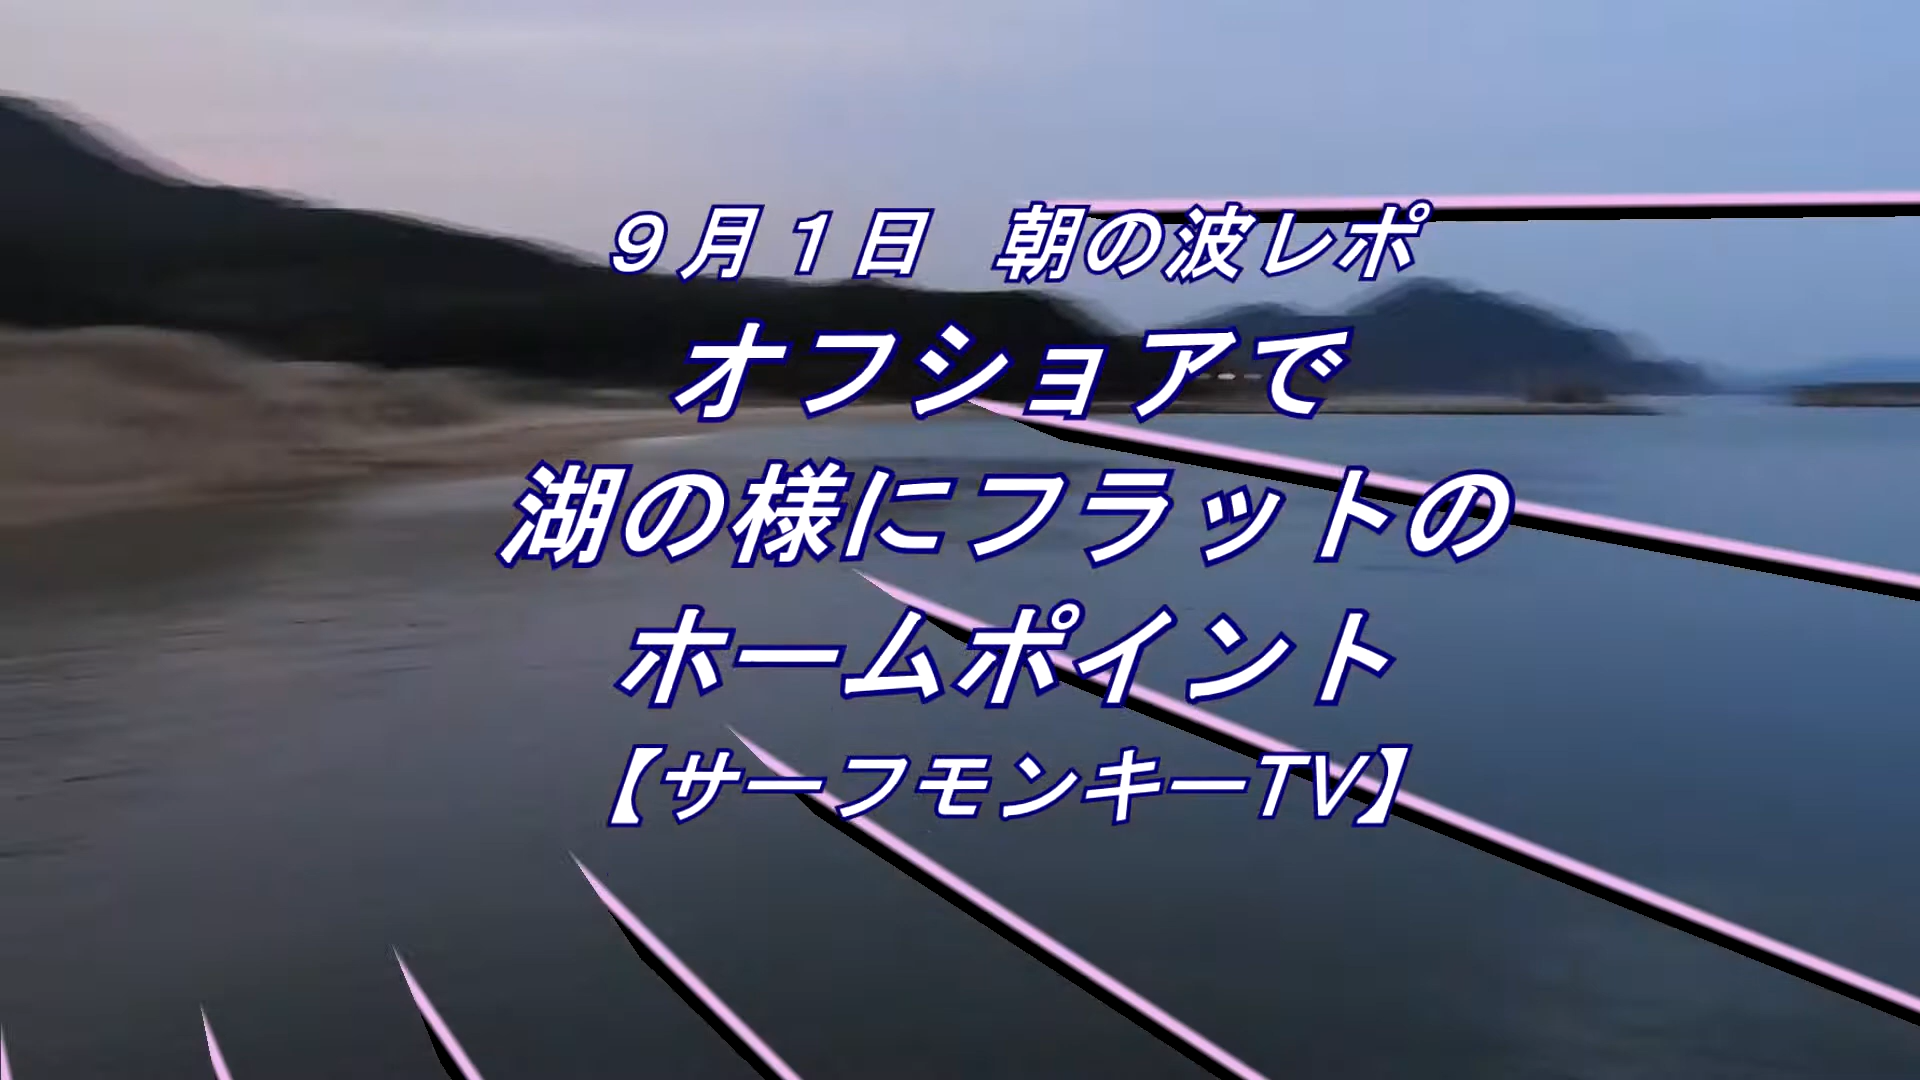 ９月１日　朝の波レポ
オフショアで
湖の様にフラットの
ホームポイント
【サーフモンキーTV】